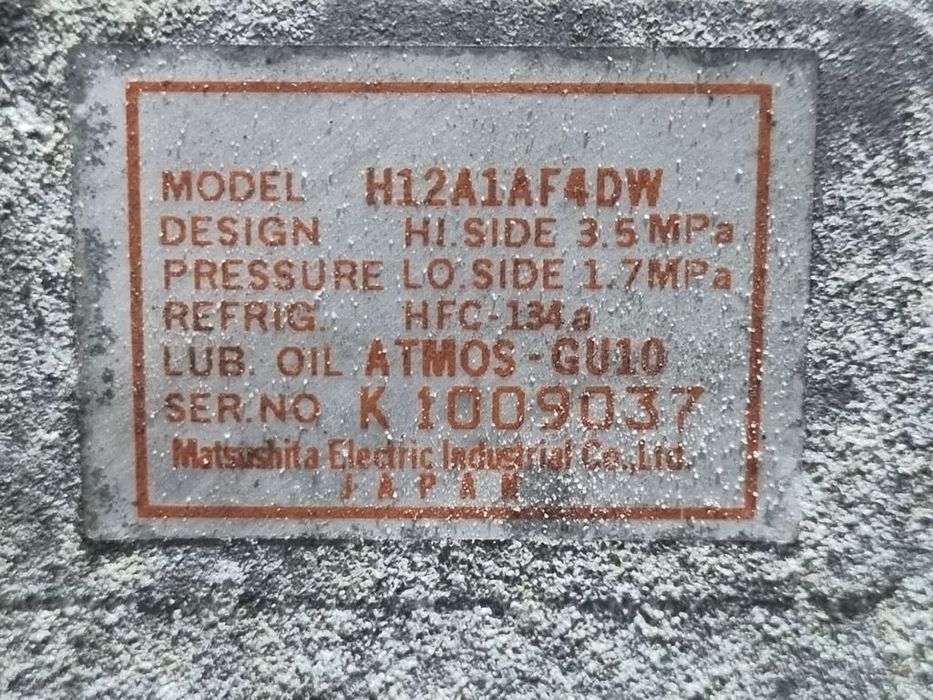 MODEL H12A1AF4DW
DESIGN HI.SIDE 3.5 MPa
PRESSURE LO.SIDE 1.7MPa
REFRIG. HFC-134a
LUB. OIL ATMOS-GU10
SER.NO K 1009037
Matsushita Electric Industrial Co.,Ltd.
JAPAN